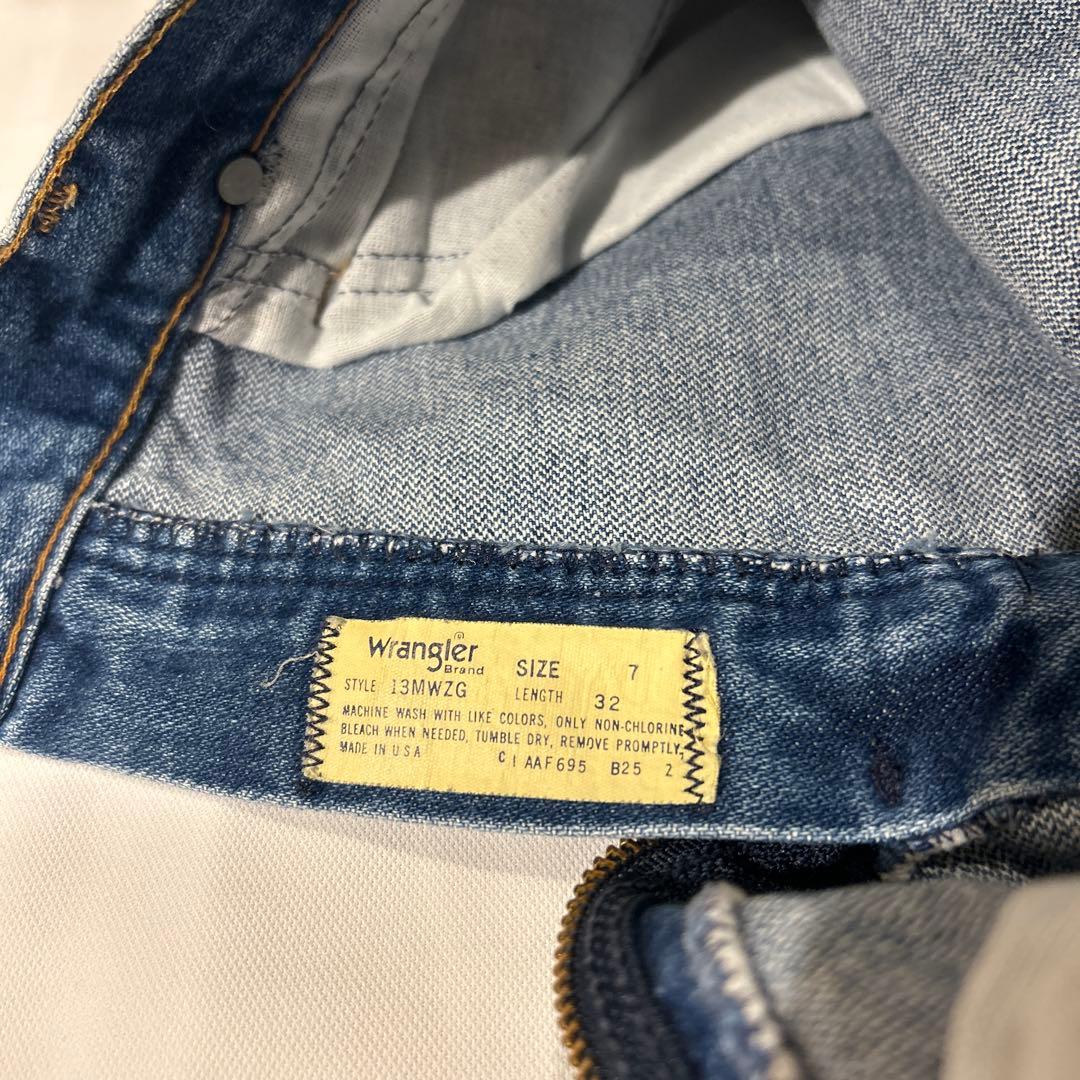 Wrangler®
Brand
SIZE 7
STYLE 13MWZG LENGTH 32
MACHINE WASH WITH LIKE COLORS, ONLY NON-CHLORINE
BLEACH WHEN NEEDED, TUMBLE DRY, REMOVE PROMPTLY,
MADE IN U S A C I AAF695 B25 2